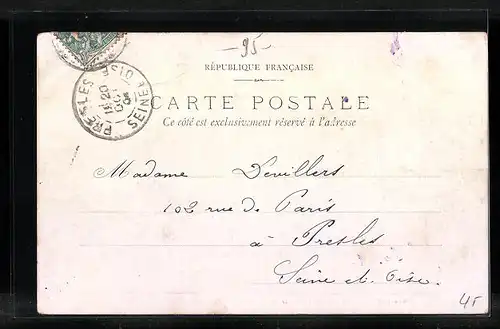 -95-
RÉPUBLIQUE FRANÇAISE
CARTE POSTALE
Ce côté est exclusivement réservé à l'adresse
PRESLES SEINE ET OISE
Madame Devillers
102 rue de Paris
à Presles
Seine et Oise.
45